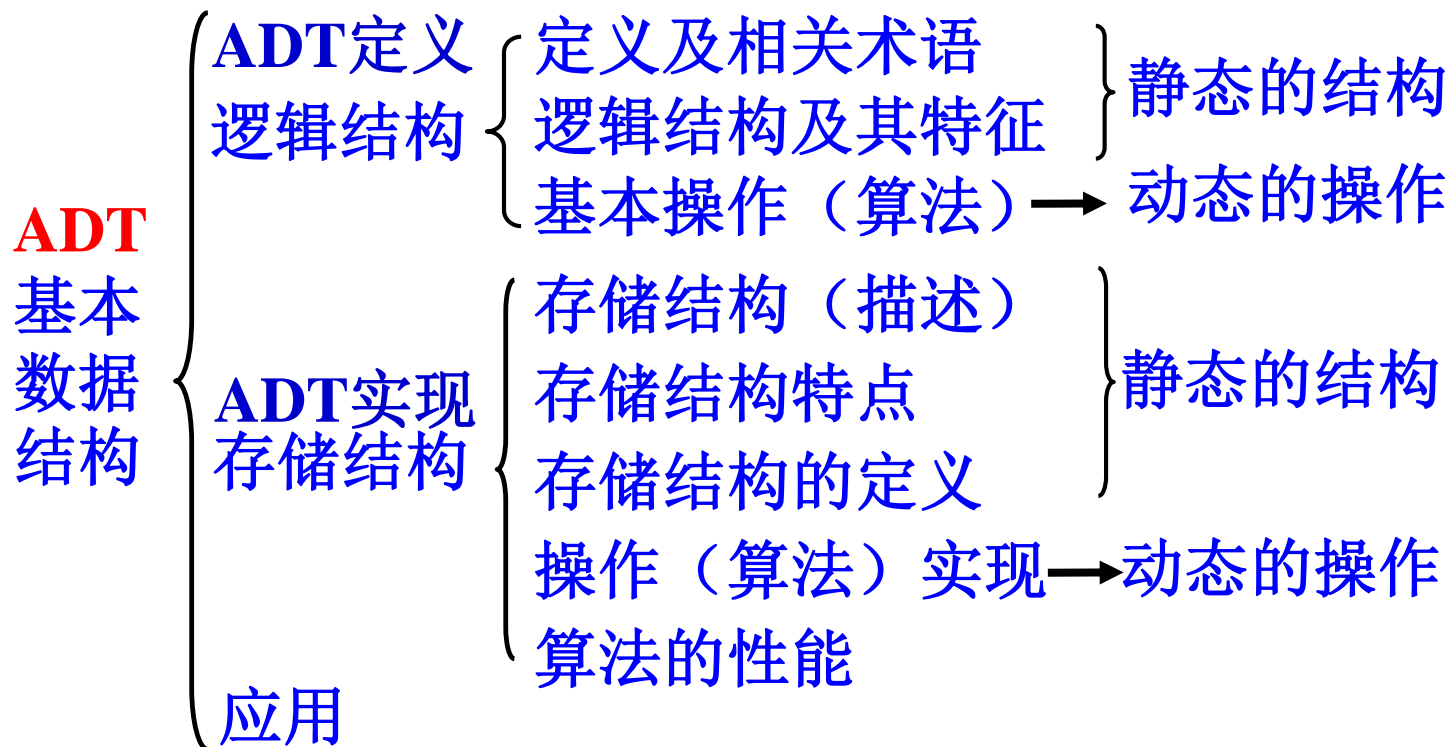 ADT
基本
数据
结构
ADT定义
逻辑结构
定义及相关术语
逻辑结构及其特征
基本操作（算法）
静态的结构
动态的操作
ADT实现
存储结构
存储结构（描述）
存储结构特点
存储结构的定义
操作（算法）实现
算法的性能
静态的结构
动态的操作
应用